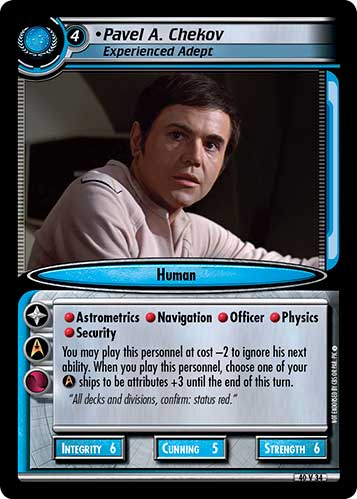 4
•Pavel A. Chekov
Experienced Adept
Human
Astrometrics Navigation Officer Physics
Security
You may play this personnel at cost –2 to ignore his next
ability. When you play this personnel, choose one of your
ships to be attributes +3 until the end of this turn.
"All decks and divisions, confirm: status red."
INTEGRITY 6 CUNNING 5 STRENGTH 6
40 V 34